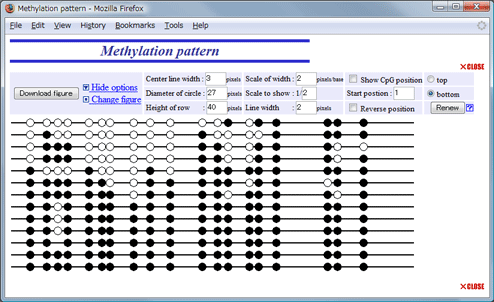 Methylation pattern - Mozilla Firefox
File Edit View History Bookmarks Tools Help
Methylation pattern
×CLOSE
Download figure
Hide options
Change figure
Center line width : 3 pixels Scale of width : 2 pixels/base Show CpG position top
Diameter of circle : 27 pixels Scale to show : 1/2 Start postion : 1 bottom
Height of row : 40 pixels Line width : 2 pixels Reverse position Renew ?
×CLOSE